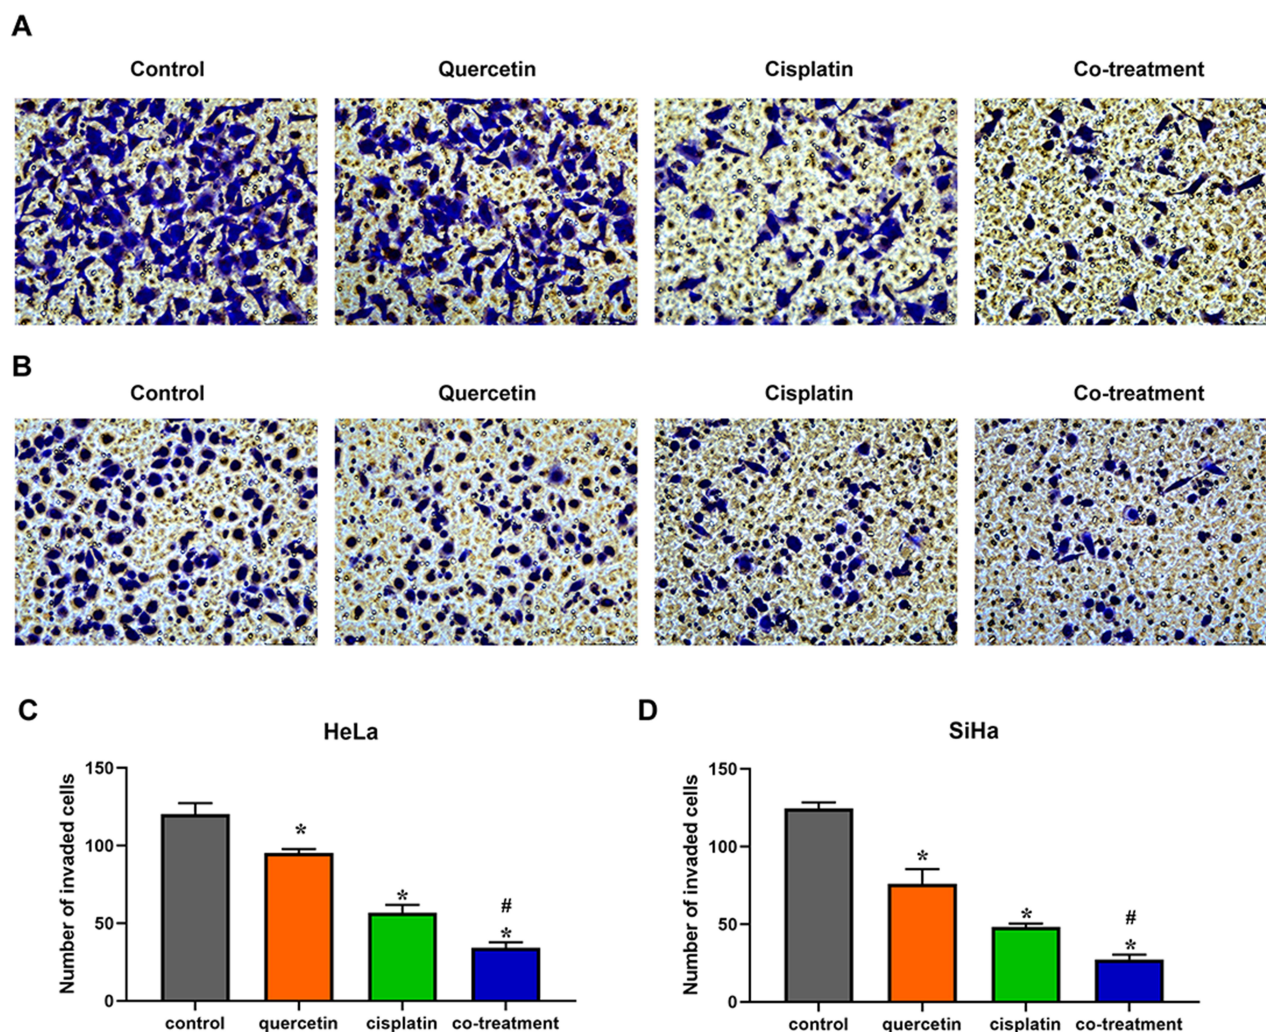 A
Control Quercetin Cisplatin Co-treatment
B
Control Quercetin Cisplatin Co-treatment
C
HeLa
Number of invaded cells
150
100
50
0
*
*
#
*
control quercetin cisplatin co-treatment
D
SiHa
Number of invaded cells
150
100
50
0
*
*
#
*
control quercetin cisplatin co-treatment